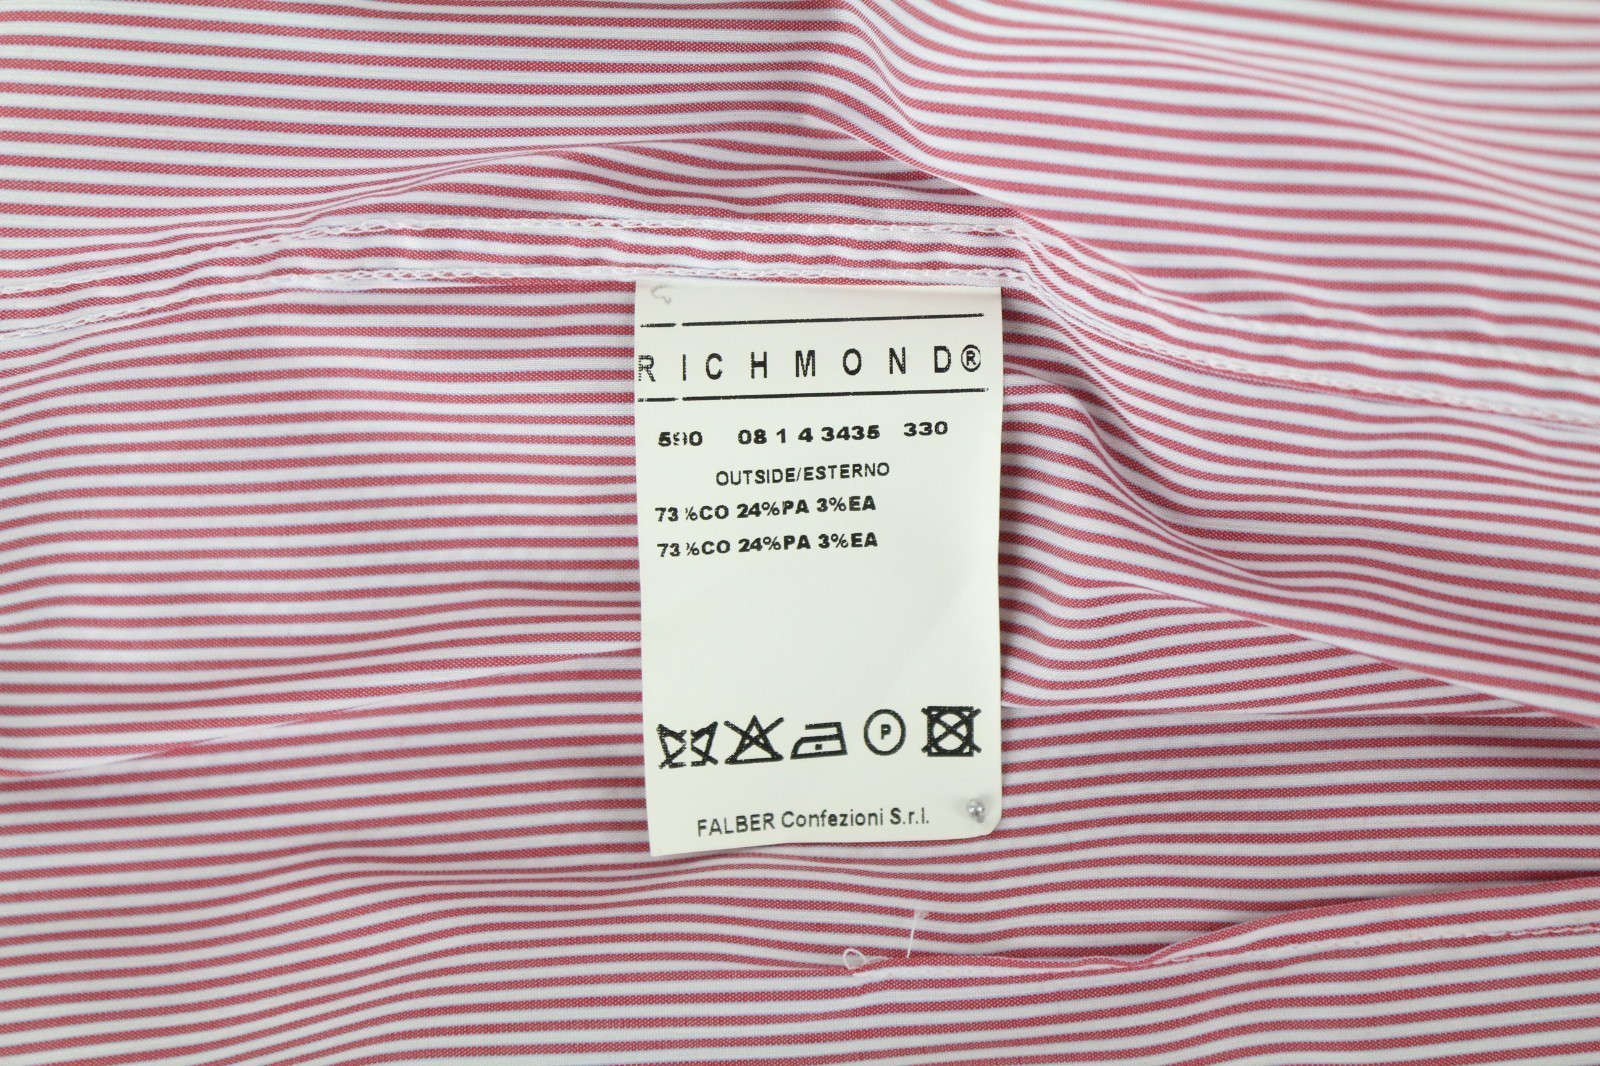 RICHMOND®
590 08 1 4 3435 330
OUTSIDE/ESTERNO
73%CO 24%PA 3%EA
73%CO 24%PA 3%EA
P
FALBER Confezioni S.r.l.